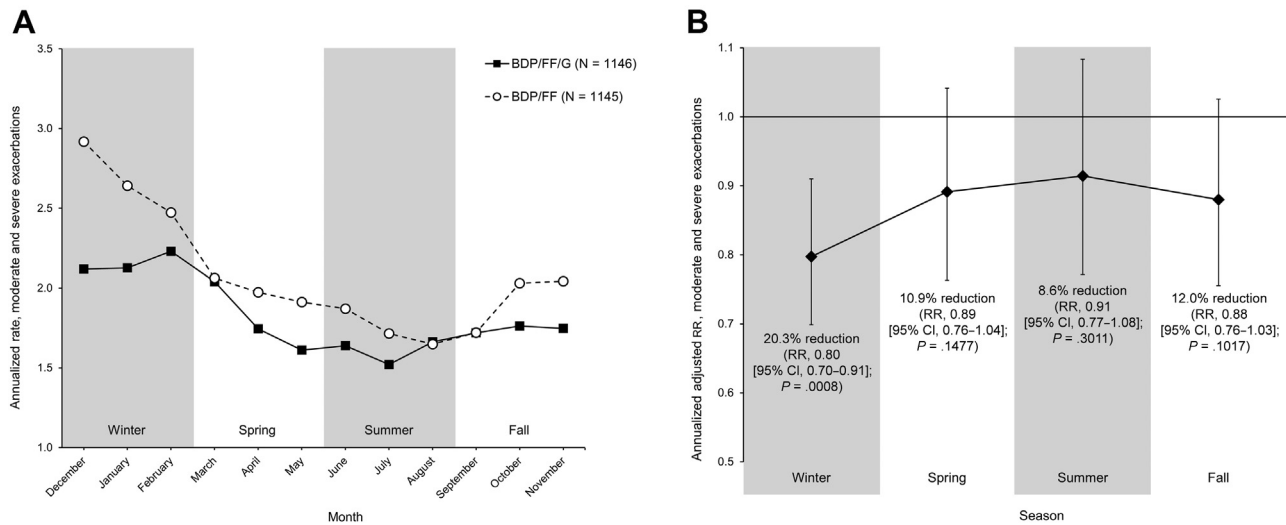 A
Annualized rate, moderate and severe exacerbations
3.5
3.0
2.5
2.0
1.5
1.0
BDP/FF/G (N = 1146)
BDP/FF (N = 1145)
Winter
Spring
Summer
Fall
December
January
February
March
April
May
June
July
August
September
October
November
Month
B
Annualized adjusted RR, moderate and severe exacerbations
1.1
1.0
0.9
0.8
0.7
0.6
0.5
20.3% reduction
(RR, 0.80
[95% CI, 0.70–0.91];
P = .0008)
10.9% reduction
(RR, 0.89
[95% CI, 0.76–1.04];
P = .1477)
8.6% reduction
(RR, 0.91
[95% CI, 0.77–1.08];
P = .3011)
12.0% reduction
(RR, 0.88
[95% CI, 0.76–1.03];
P = .1017)
Winter
Spring
Summer
Fall
Season